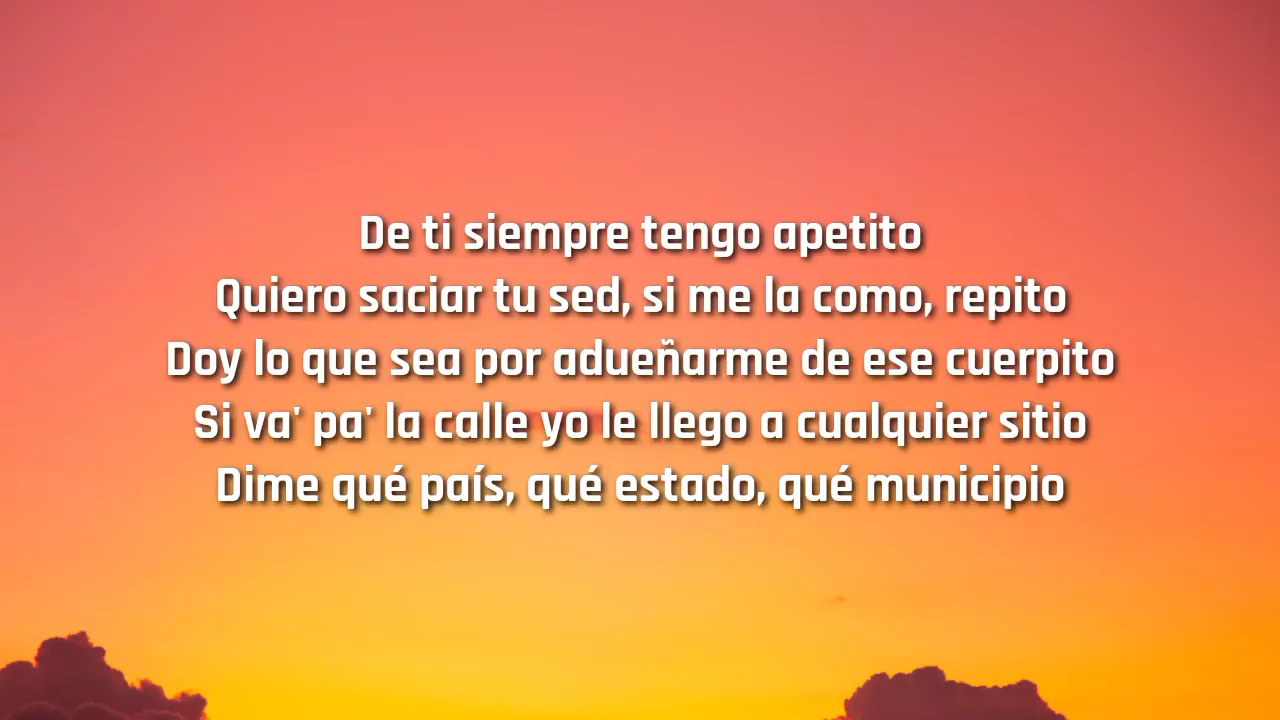 De ti siempre tengo apetito
Quiero saciar tu sed, si me la como, repito
Doy lo que sea por adueñarme de ese cuerpito
Si va' pa' la calle yo le llego a cualquier sitio
Dime qué país, qué estado, qué municipio